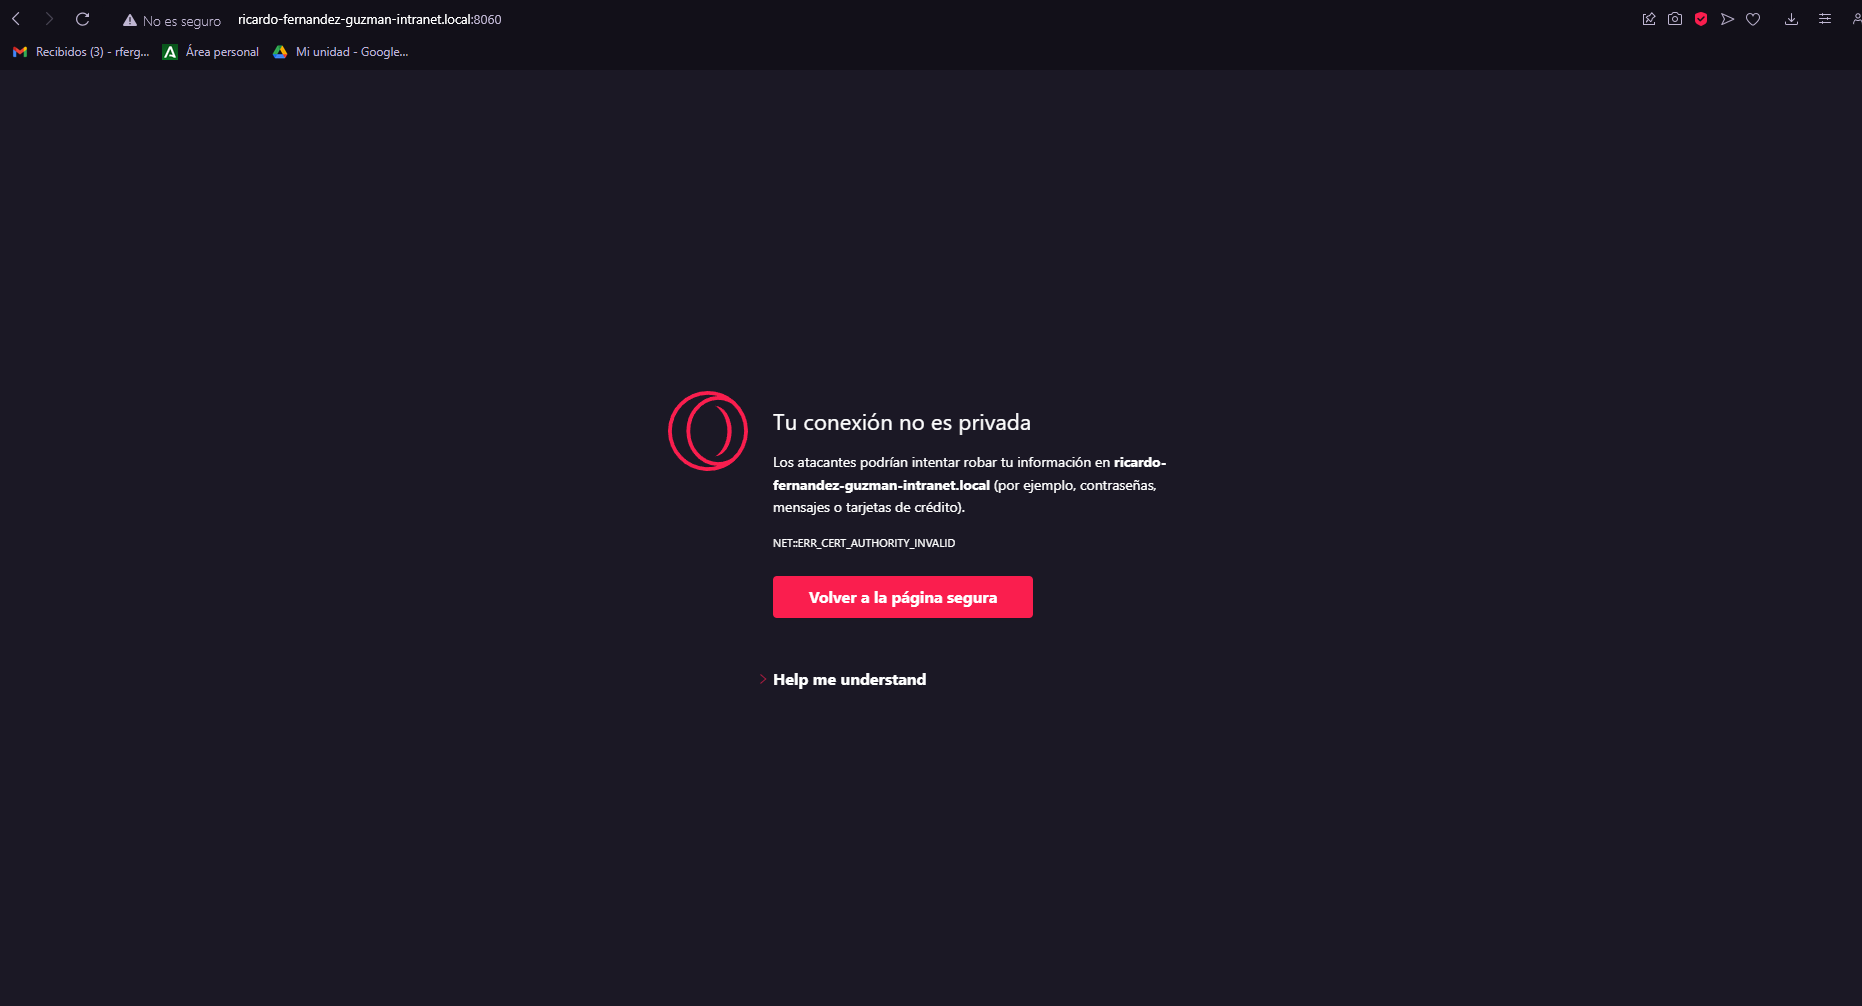 No es seguro ricardo-fernandez-guzman-intranet.local:8060
Recibidos (3) - rferg... Área personal Mi unidad - Google...
Tu conexión no es privada
Los atacantes podrían intentar robar tu información en ricardo-
fernandez-guzman-intranet.local (por ejemplo, contraseñas,
mensajes o tarjetas de crédito).
NET::ERR_CERT_AUTHORITY_INVALID
Volver a la página segura
Help me understand